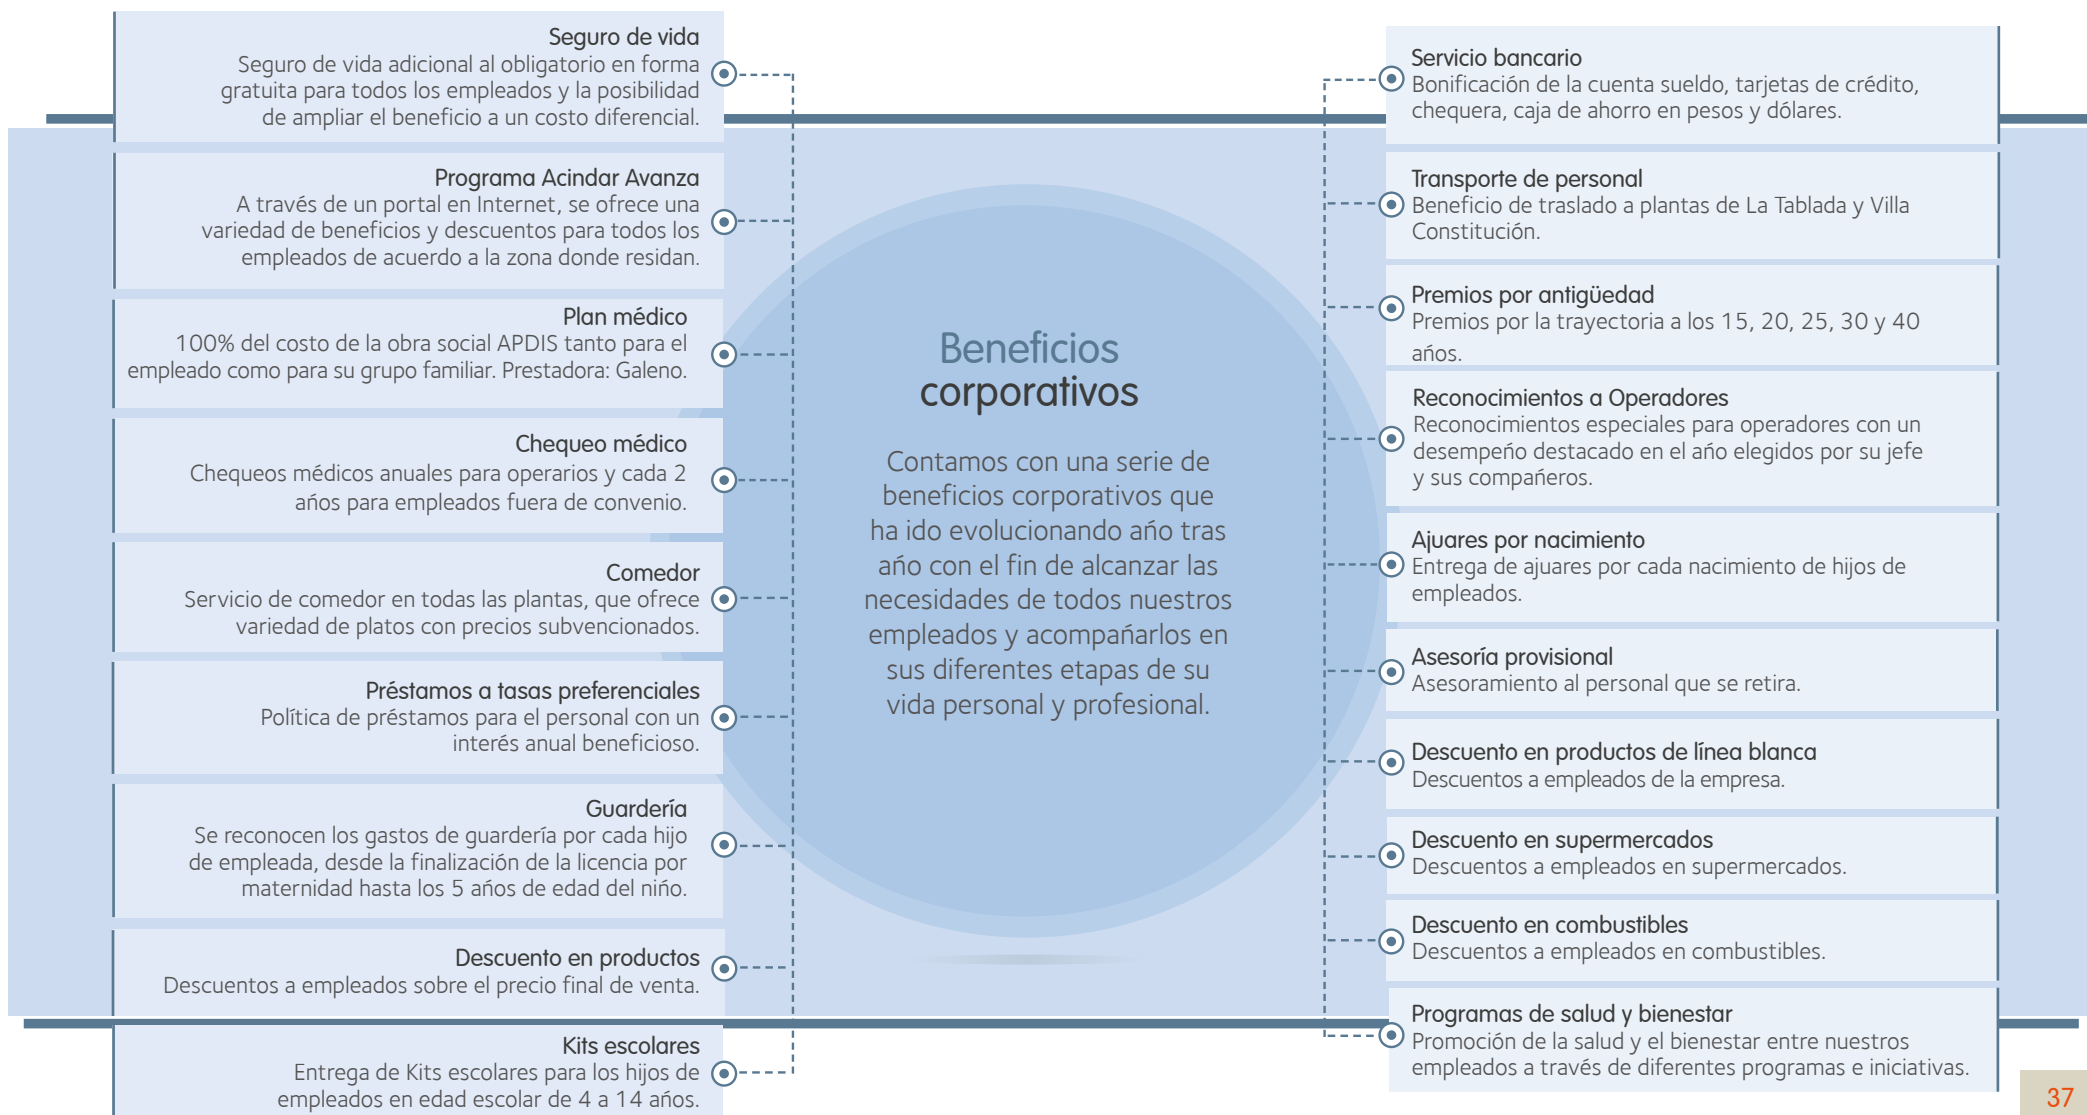 Seguro de vida
Seguro de vida adicional al obligatorio en forma
gratuita para todos los empleados y la posibilidad
de ampliar el beneficio a un costo diferencial.
Programa Acindar Avanza
A través de un portal en Internet, se ofrece una
variedad de beneficios y descuentos para todos los
empleados de acuerdo a la zona donde residan.
Plan médico
100% del costo de la obra social APDIS tanto para el
empleado como para su grupo familiar. Prestadora: Galeno.
Chequeo médico
Chequeos médicos anuales para operarios y cada 2
años para empleados fuera de convenio.
Comedor
Servicio de comedor en todas las plantas, que ofrece
variedad de platos con precios subvencionados.
Préstamos a tasas preferenciales
Política de préstamos para el personal con un
interés anual beneficioso.
Guardería
Se reconocen los gastos de guardería por cada hijo
de empleada, desde la finalización de la licencia por
maternidad hasta los 5 años de edad del niño.
Descuento en productos
Descuentos a empleados sobre el precio final de venta.
Kits escolares
Entrega de Kits escolares para los hijos de
empleados en edad escolar de 4 a 14 años.
Beneficios
corporativos
Contamos con una serie de
beneficios corporativos que
ha ido evolucionando año tras
año con el fin de alcanzar las
necesidades de todos nuestros
empleados y acompañarlos en
sus diferentes etapas de su
vida personal y profesional.
Servicio bancario
Bonificación de la cuenta sueldo, tarjetas de crédito,
chequera, caja de ahorro en pesos y dólares.
Transporte de personal
Beneficio de traslado a plantas de La Tablada y Villa
Constitución.
Premios por antigüedad
Premios por la trayectoria a los 15, 20, 25, 30 y 40
años.
Reconocimientos a Operadores
Reconocimientos especiales para operadores con un
desempeño destacado en el año elegidos por su jefe
y sus compañeros.
Ajuares por nacimiento
Entrega de ajuares por cada nacimiento de hijos de
empleados.
Asesoría provisional
Asesoramiento al personal que se retira.
Descuento en productos de línea blanca
Descuentos a empleados de la empresa.
Descuento en supermercados
Descuentos a empleados en supermercados.
Descuento en combustibles
Descuentos a empleados en combustibles.
Programas de salud y bienestar
Promoción de la salud y el bienestar entre nuestros
empleados a través de diferentes programas e iniciativas.
37